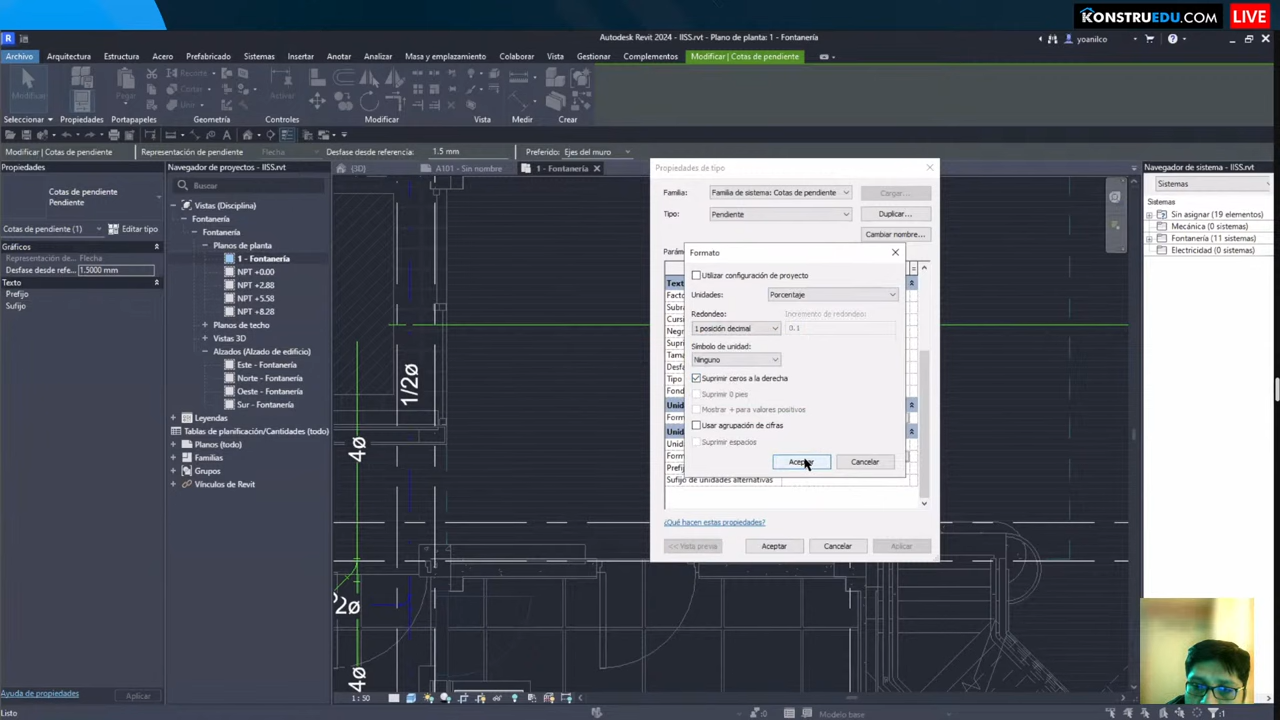 KONSTRUEDU.COM LIVE
Autodesk Revit 2024 - IISS.rvt - Plano de planta: 1 - Fontanería
yoanilco
Archivo Arquitectura Estructura Acero Prefabricado Sistemas Insertar Anotar Analizar Masa y emplazamiento Colaborar Vista Gestionar Complementos Modificar | Cotas de pendiente
Modificar
Propiedades
Pegar
Recorte
Cortar
Unir
Activar
Seleccionar Propiedades Portapapeles Geometría Controles Modificar Vista Medir Crear
Modificar | Cotas de pendiente Representación de pendiente: Flecha Desfase desde referencia: 1.5 mm Preferido: Ejes del muro
Propiedades
Cotas de pendiente
Pendiente
Cotas de pendiente (1) Editar tipo
Gráficos
Representación de... Flecha
Desfase desde refe... 1.5000 mm
Texto
Prefijo
Sufijo
Ayuda de propiedades Aplicar
Navegador de proyectos - IISS.rvt
Buscar
Vistas (Disciplina)
Fontanería
Fontanería
Planos de planta
1 - Fontanería
NPT +0.00
NPT +2.88
NPT +5.58
NPT +8.28
Planos de techo
Vistas 3D
Alzados (Alzado de edificio)
Este - Fontanería
Norte - Fontanería
Oeste - Fontanería
Sur - Fontanería
Leyendas
Tablas de planificación/Cantidades (todo)
Planos (todo)
Familias
Grupos
Vínculos de Revit
{3D} A101 - Sin nombre 1 - Fontanería
1/2ø
4ø
2ø
4ø
4ø
Propiedades de tipo
Familia: Familia de sistema: Cotas de pendiente Cargar...
Tipo: Pendiente Duplicar...
Cambiar nombre...
Formato
Utilizar configuración de proyecto
Unidades: Porcentaje
Redondeo: Incremento de redondeo:
1 posición decimal 0.1
Símbolo de unidad:
Ninguno
Suprimir ceros a la derecha
Suprimir 0 pies
Mostrar + para valores positivos
Usar agrupación de cifras
Suprimir espacios
Aceptar Cancelar
Sufijo de unidades alternativas
¿Qué hacen estas propiedades?
<< Vista previa Aceptar Cancelar Aplicar
Navegador de sistema - IISS.rvt
Sistemas
Sistemas
Sin asignar (19 elementos)
Mecánica (0 sistemas)
Fontanería (11 sistemas)
Electricidad (0 sistemas)
1 : 50
Listo :0 Modelo base :1